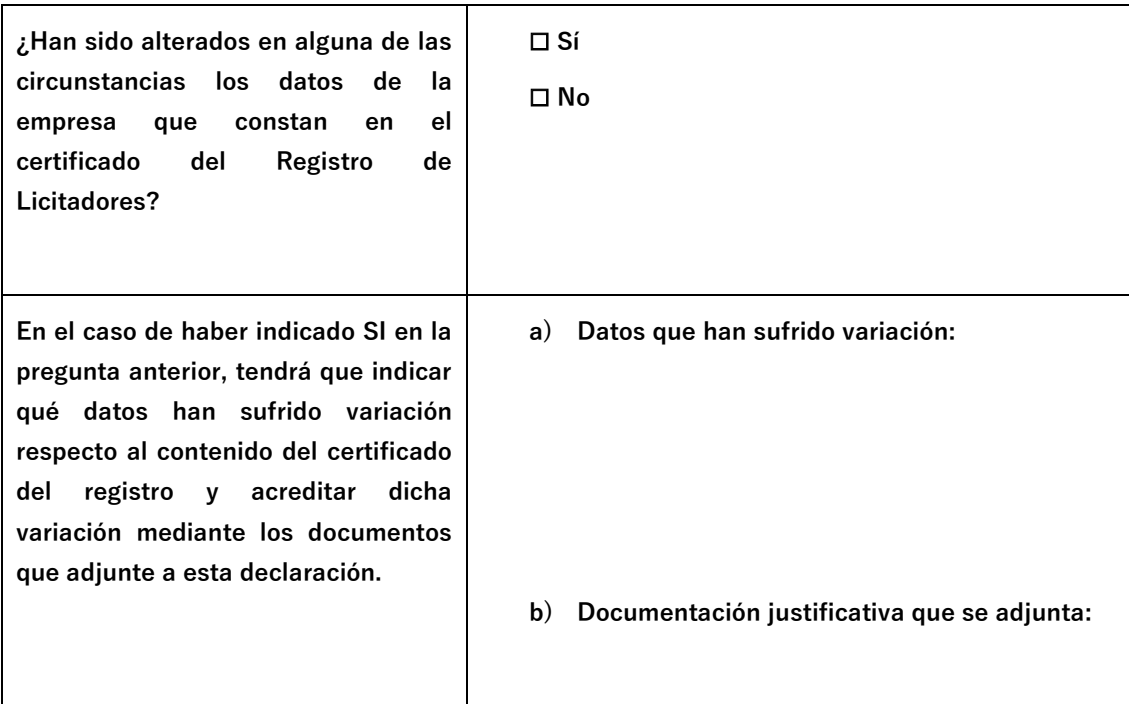 ¿Han sido alterados en alguna de las
circunstancias los datos de la
empresa que constan en el
certificado del Registro de
Licitadores?
☐ Sí
☐ No
En el caso de haber indicado SI en la
pregunta anterior, tendrá que indicar
qué datos han sufrido variación
respecto al contenido del certificado
del registro y acreditar dicha
variación mediante los documentos
que adjunte a esta declaración.
a) Datos que han sufrido variación:
b) Documentación justificativa que se adjunta: